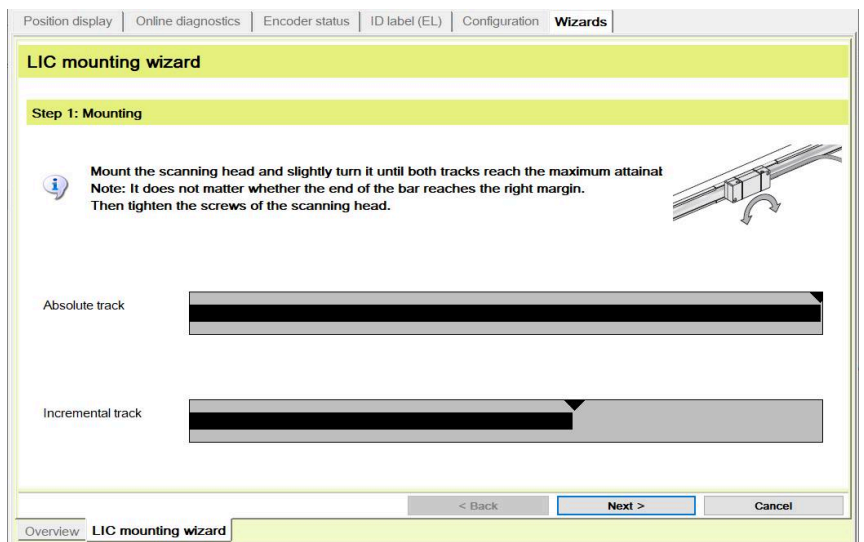 Position display
Online diagnostics
Encoder status
ID label (EL)
Configuration
Wizards
LIC mounting wizard
Step 1: Mounting
Mount the scanning head and slightly turn it until both tracks reach the maximum attainab
Note: It does not matter whether the end of the bar reaches the right margin.
Then tighten the screws of the scanning head.
Absolute track
Incremental track
< Back
Next >
Cancel
Overview
LIC mounting wizard